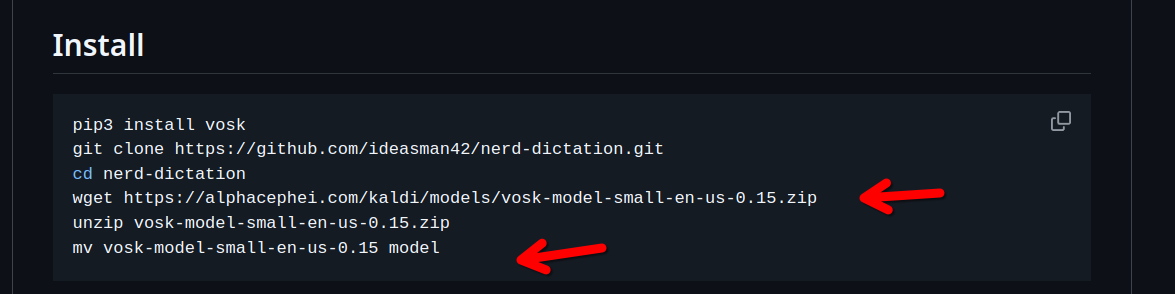 Install
pip3 install vosk
git clone https://github.com/ideasman42/nerd-dictation.git
cd nerd-dictation
wget https://alphacephei.com/kaldi/models/vosk-model-small-en-us-0.15.zip
unzip vosk-model-small-en-us-0.15.zip
mv vosk-model-small-en-us-0.15 model